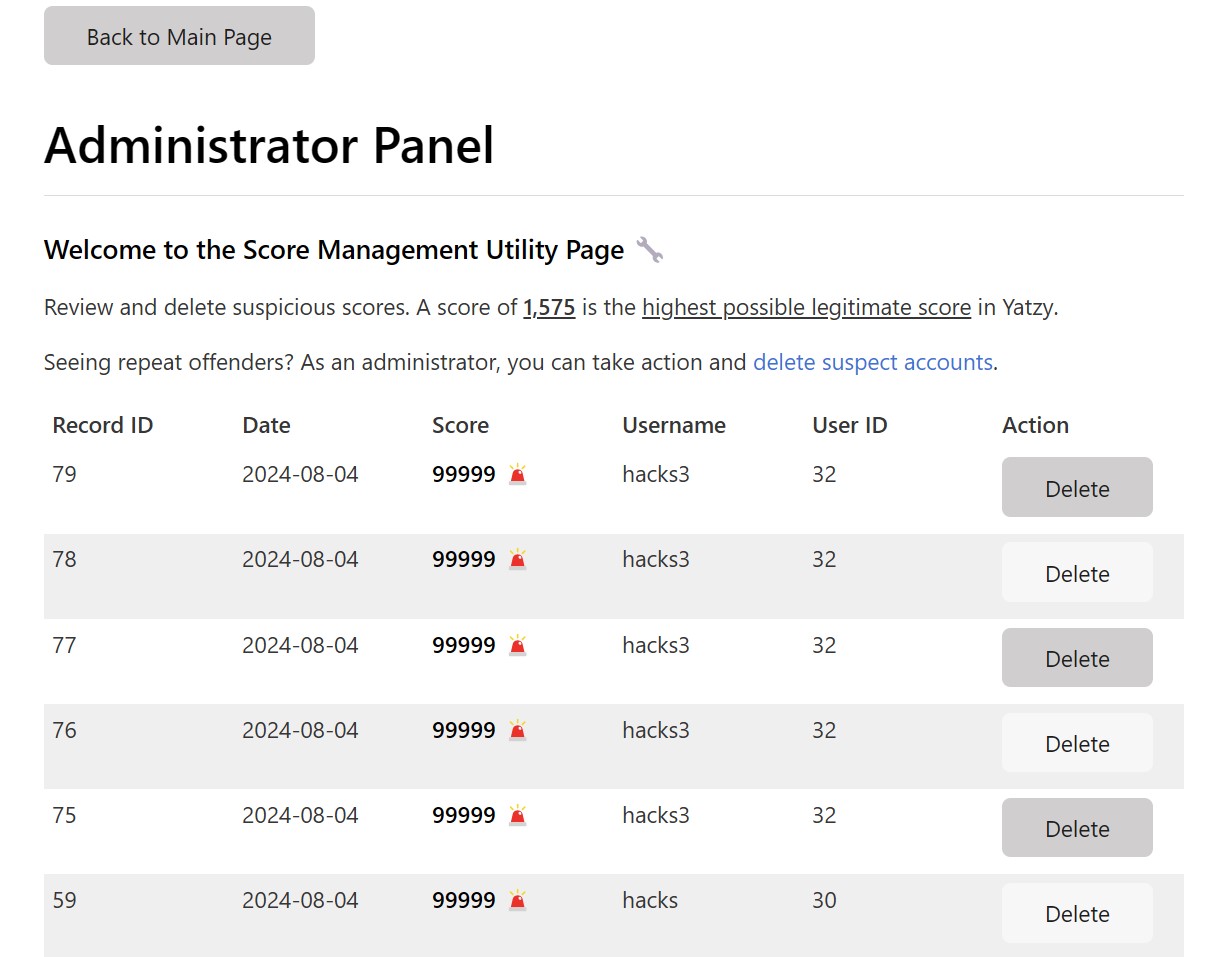 Back to Main Page
Administrator Panel
Welcome to the Score Management Utility Page
Review and delete suspicious scores. A score of 1,575 is the highest possible legitimate score in Yatzy.
Seeing repeat offenders? As an administrator, you can take action and delete suspect accounts.
Record ID Date Score Username User ID Action
79 2024-08-04 99999 hacks3 32 Delete
78 2024-08-04 99999 hacks3 32 Delete
77 2024-08-04 99999 hacks3 32 Delete
76 2024-08-04 99999 hacks3 32 Delete
75 2024-08-04 99999 hacks3 32 Delete
59 2024-08-04 99999 hacks 30 Delete